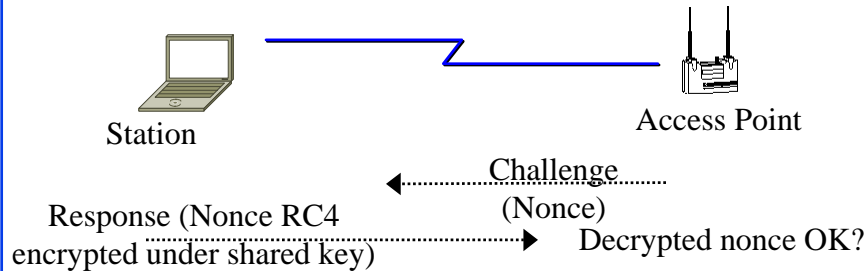 Station
Access Point
Challenge
(Nonce)
Response (Nonce RC4
encrypted under shared key)
Decrypted nonce OK?